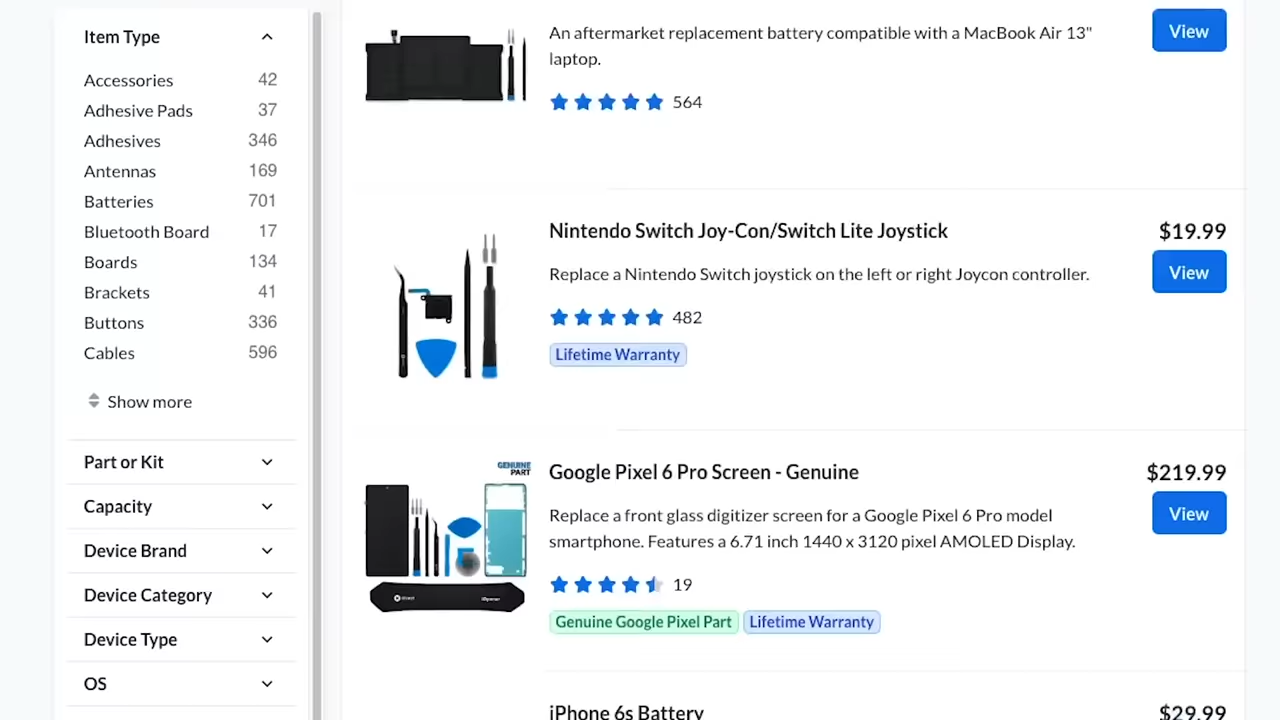 Item Type
Accessories 42
Adhesive Pads 37
Adhesives 346
Antennas 169
Batteries 701
Bluetooth Board 17
Boards 134
Brackets 41
Buttons 336
Cables 596
Show more
Part or Kit
Capacity
Device Brand
Device Category
Device Type
OS
An aftermarket replacement battery compatible with a MacBook Air 13"
laptop.
564
View
Nintendo Switch Joy-Con/Switch Lite Joystick
$19.99
Replace a Nintendo Switch joystick on the left or right Joycon controller.
View
482
Lifetime Warranty
GENUINE
PART
Google Pixel 6 Pro Screen - Genuine
$219.99
Replace a front glass digitizer screen for a Google Pixel 6 Pro model
smartphone. Features a 6.71 inch 1440 x 3120 pixel AMOLED Display.
View
19
Genuine Google Pixel Part
Lifetime Warranty
iPhone 6s Battery
$29.99